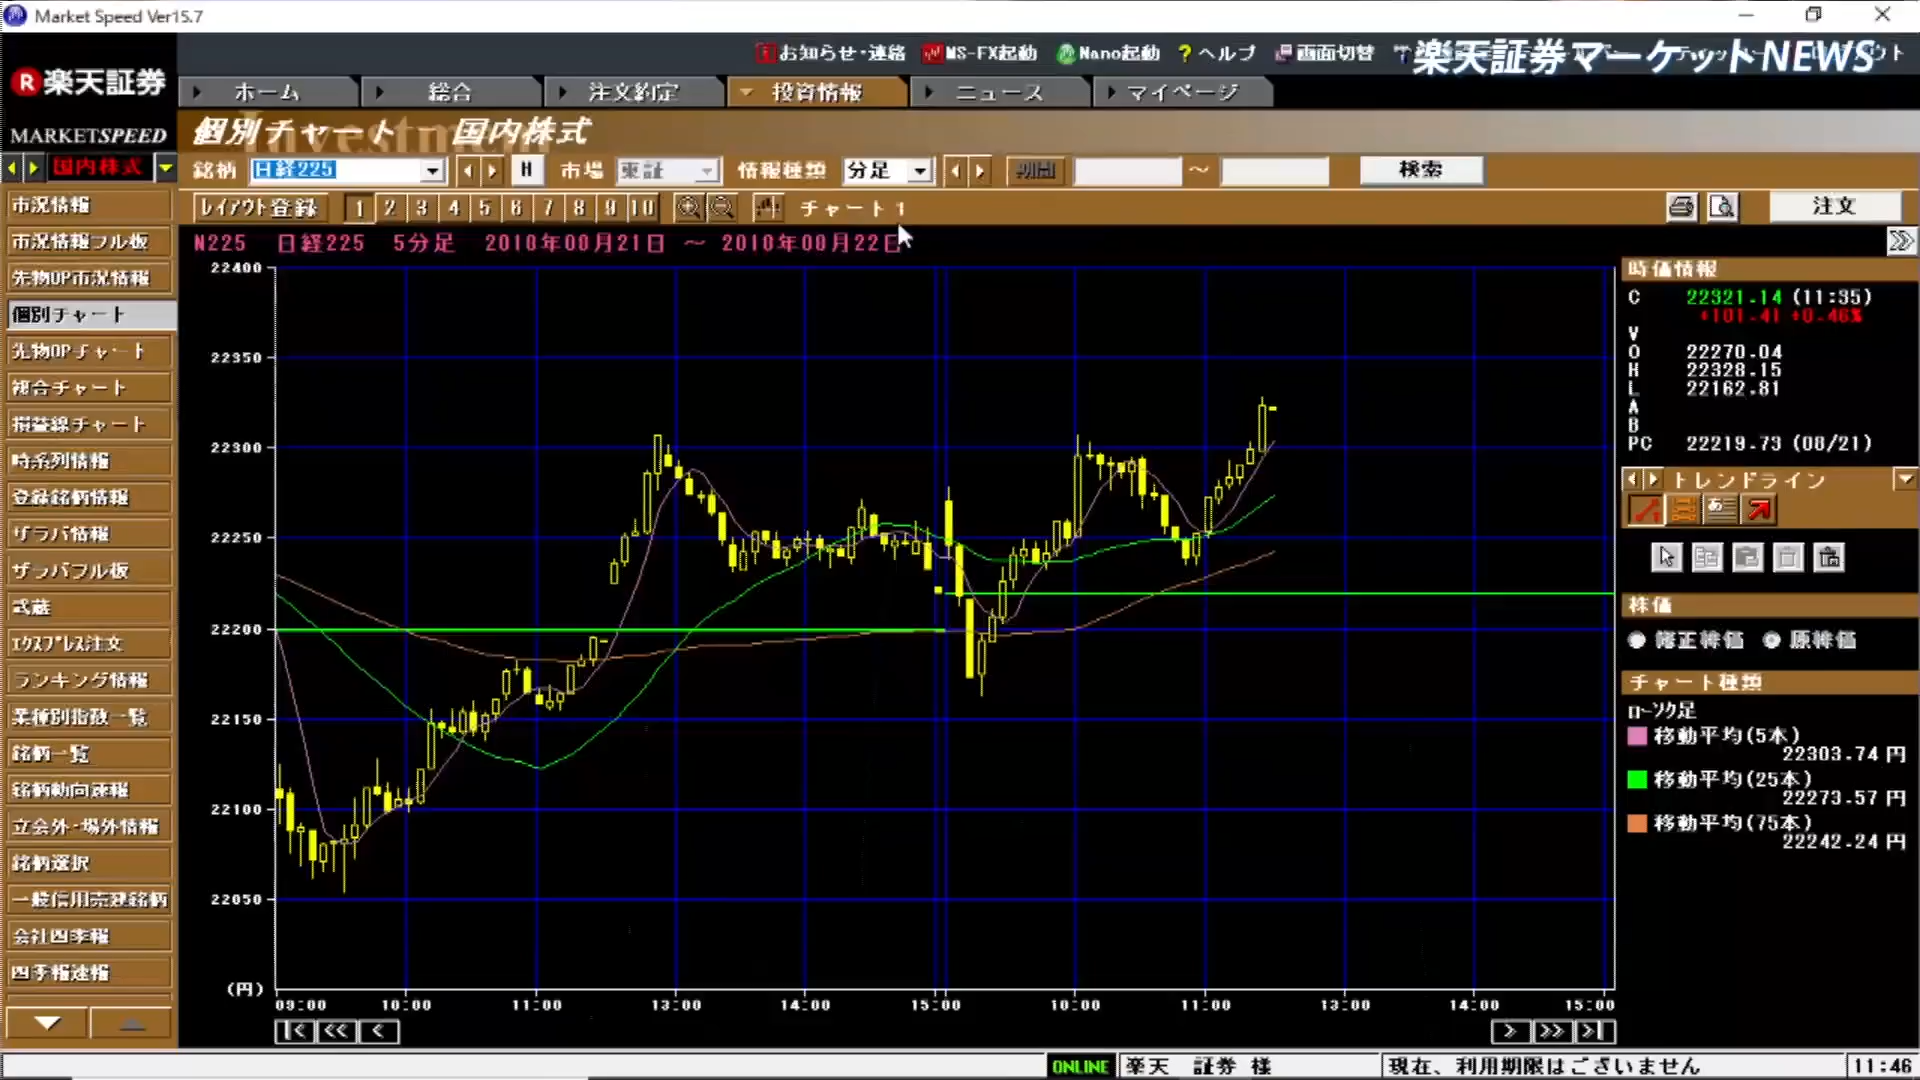 Market Speed Ver15.7
お知らせ・連絡 MS-FX起動 Nano起動 ? ヘルプ 画面切替
楽天証券マーケットNEWS
R楽天証券
MARKETSPEED
ホーム 総合 注文約定 投資情報 ニュース マイページ
個別チャート 国内株式
国内株式
銘柄 日経225 H 市場 東証 情報種類 分足 期間 ～ 検索
レイアウト登録 1 2 3 4 5 6 7 8 9 10 チャート 1 注文
市況情報
市況情報フル板
先物OP市況情報
個別チャート
先物OPチャート
複合チャート
損益線チャート
時系列情報
登録銘柄情報
ザラバ情報
ザラバフル板
武蔵
エクスプレス注文
ランキング情報
業種別指数一覧
銘柄一覧
銘柄動向速報
立会外・場外情報
銘柄選択
一般信用売建銘柄
会社四季報
四季報速報
N225 日経225 5分足 2018年08月21日 ～ 2018年08月22日
22400
22350
22300
22250
22200
22150
22100
22050
(円)
09:00 10:00 11:00 13:00 14:00 15:00 10:00 11:00 13:00 14:00 15:00
時価情報
C 22321.14 (11:35)
+101.41 +0.46%
V
O 22270.04
H 22328.15
L 22162.81
A
B
PC 22219.73 (08/21)
トレンドライン
株価
修正株価 原株価
チャート種類
ローソク足
移動平均(5本)
22303.74 円
移動平均(25本)
22273.57 円
移動平均(75本)
22242.24 円
ONLINE 楽天 証券 様 現在、利用期限はございません 11:46